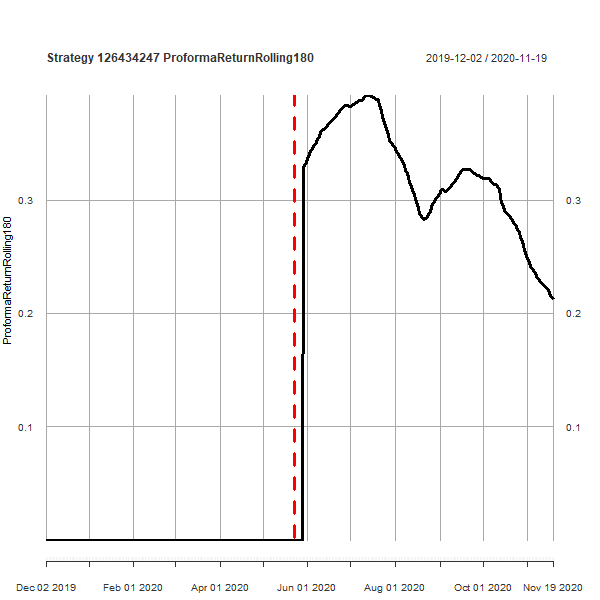 Strategy 126434247 ProformaReturnRolling180
2019-12-02 / 2020-11-19
ProformaReturnRolling180
0.3
0.3
0.2
0.2
0.1
0.1
Dec 02 2019
Feb 01 2020
Apr 01 2020
Jun 01 2020
Aug 01 2020
Oct 01 2020
Nov 19 2020